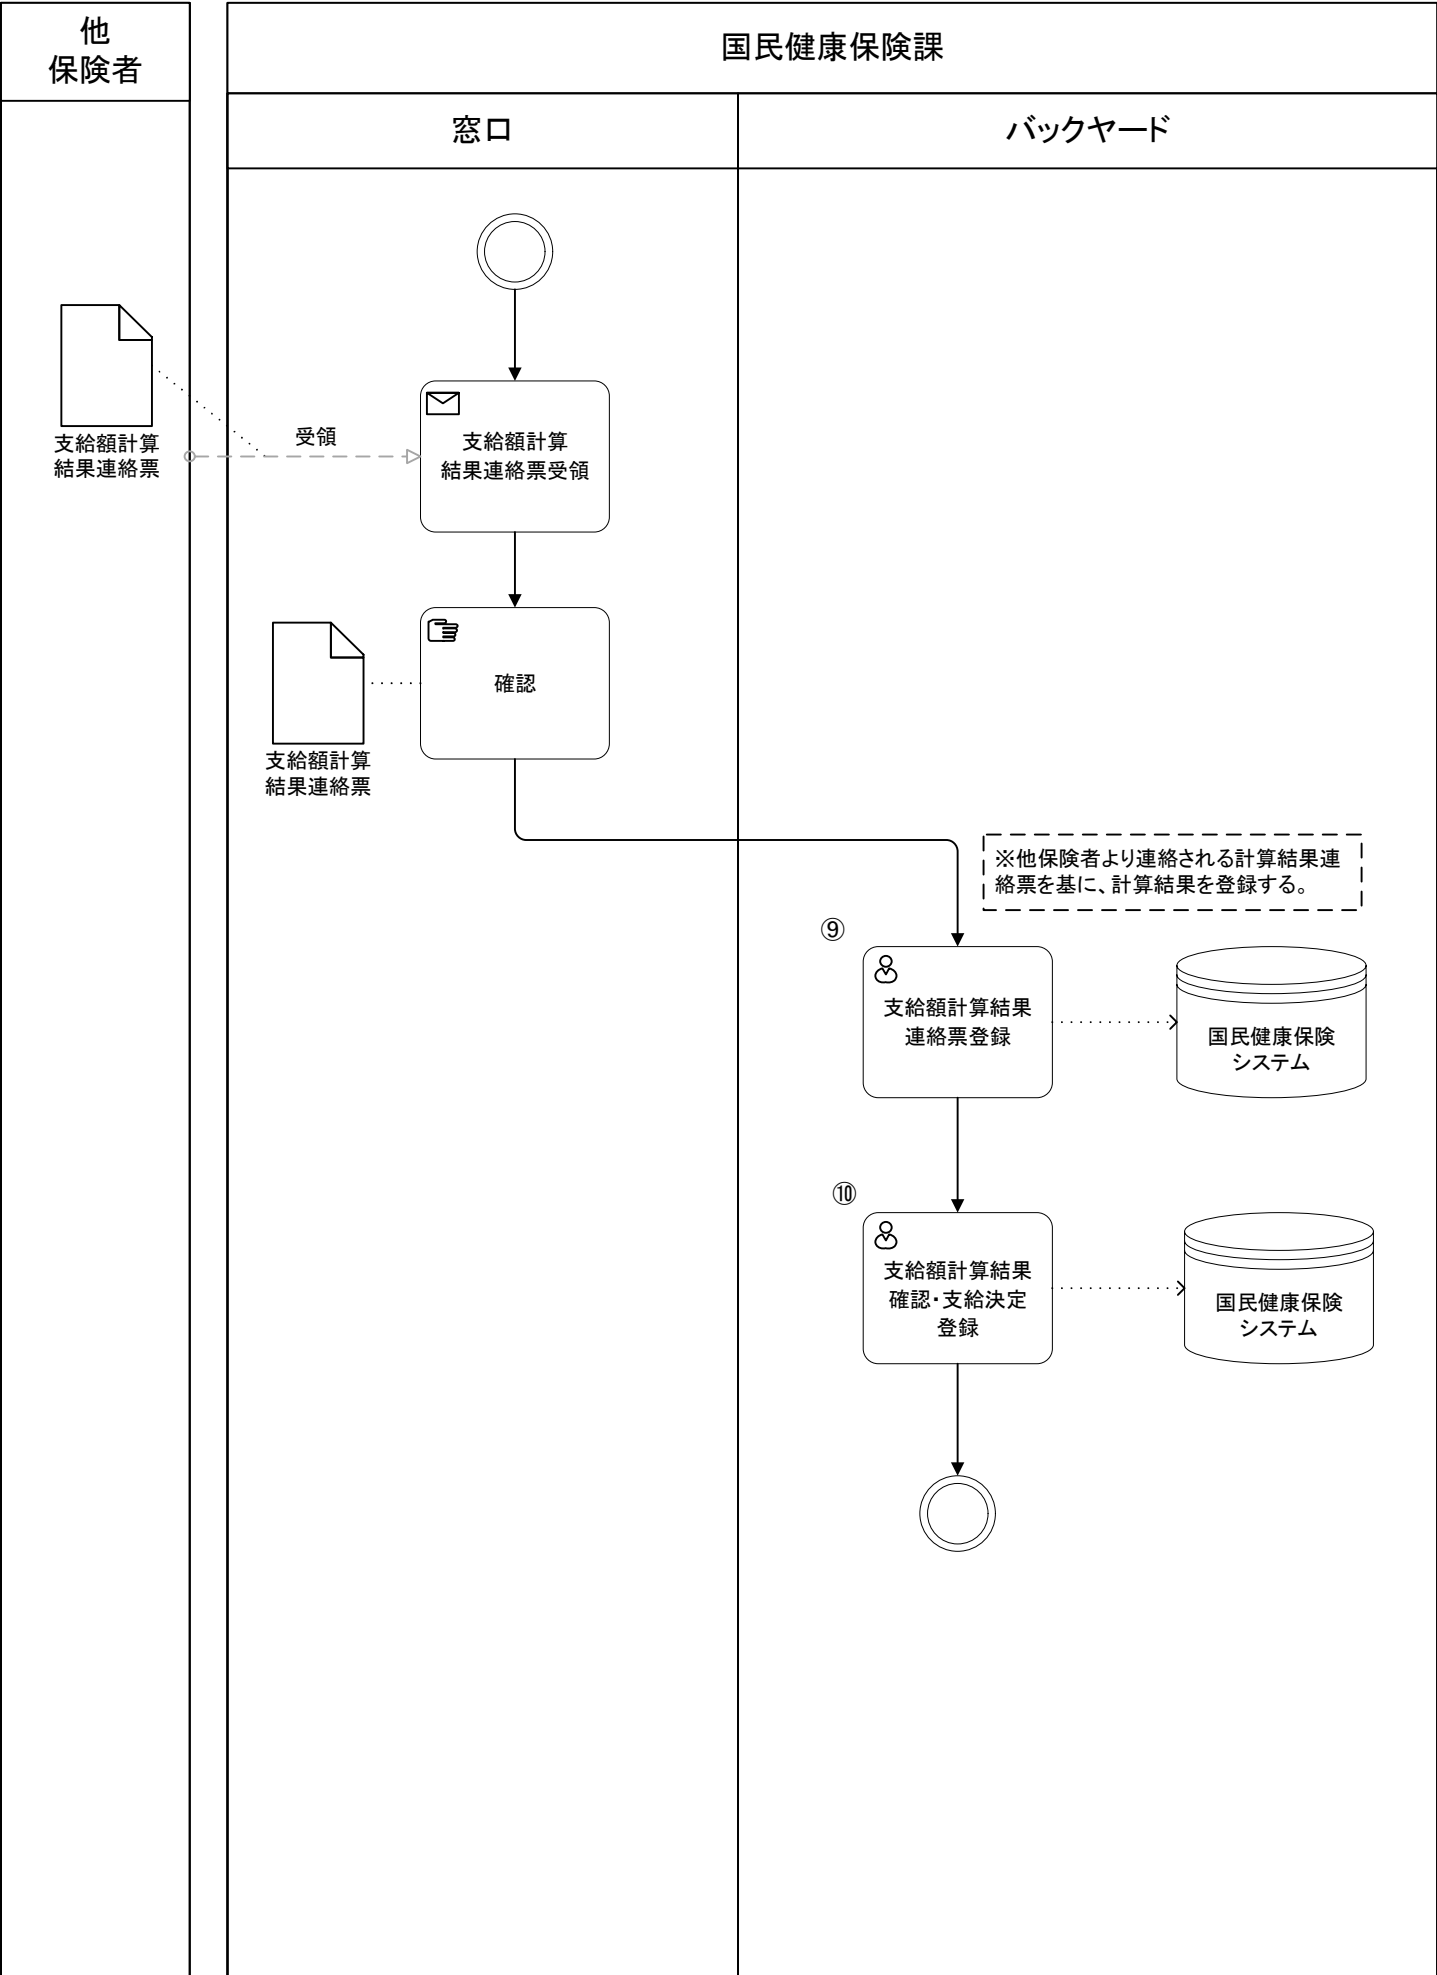 他
保険者
国民健康保険課
窓口
バックヤード
支給額計算
結果連絡票
受領
支給額計算
結果連絡票受領
確認
支給額計算
結果連絡票
※他保険者より連絡される計算結果連
絡票を基に、計算結果を登録する。
⑨
支給額計算結果
連絡票登録
国民健康保険
システム
⑩
支給額計算結果
確認・支給決定
登録
国民健康保険
システム